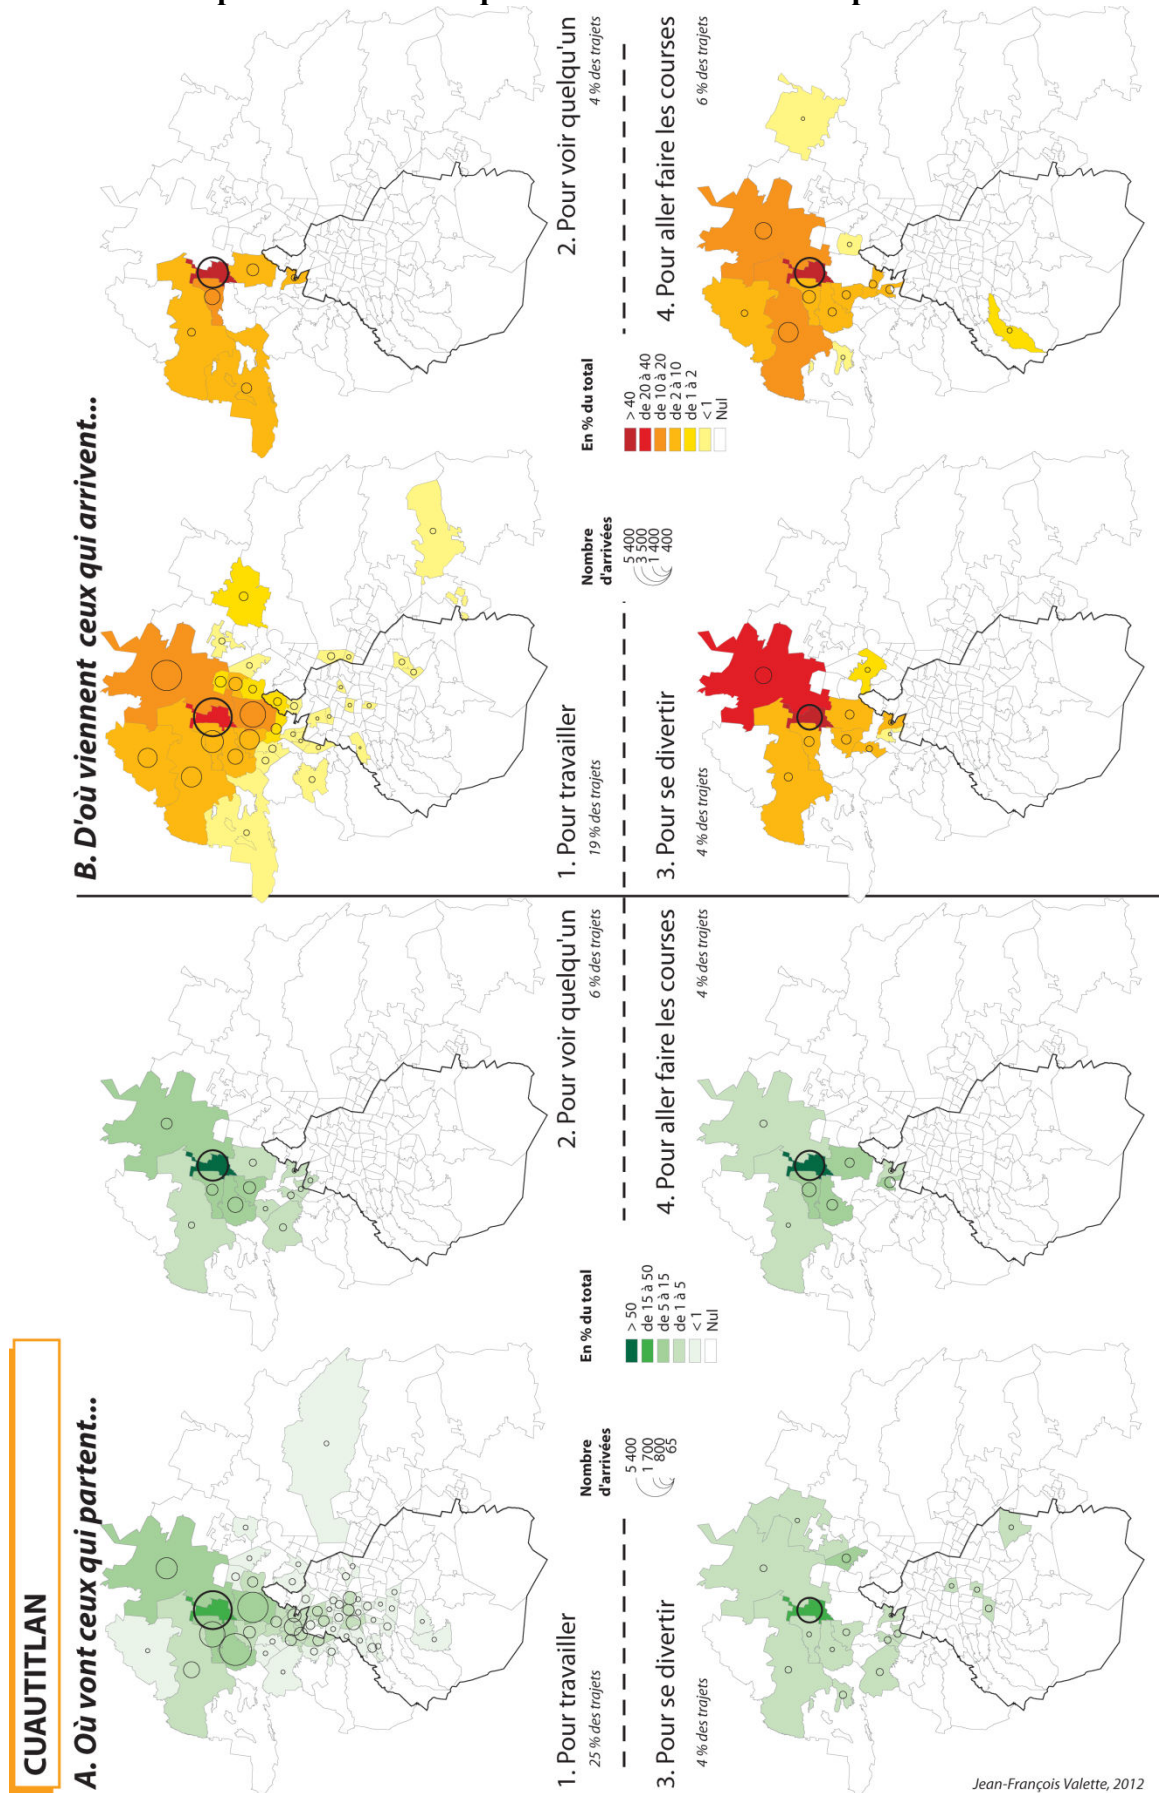 CUAUTITLAN
A. Où vont ceux qui partent...
1. Pour travailler
25 % des trajets
2. Pour voir quelqu'un
6 % des trajets
Nombre
d'arrivées
5 400
1 700
800
65
En % du total
> 50
de 15 à 50
de 5 à 15
de 1 à 5
< 1
Nul
3. Pour se divertir
4 % des trajets
4. Pour aller faire les courses
4 % des trajets
B. D'où viennent ceux qui arrivent...
1. Pour travailler
19 % des trajets
2. Pour voir quelqu'un
4 % des trajets
Nombre
d'arrivées
5 400
3 500
1 400
400
En % du total
> 40
de 20 à 40
de 10 à 20
de 2 à 10
de 1 à 2
< 1
Nul
3. Pour se divertir
4 % des trajets
4. Pour aller faire les courses
6 % des trajets
Jean-François Valette, 2012